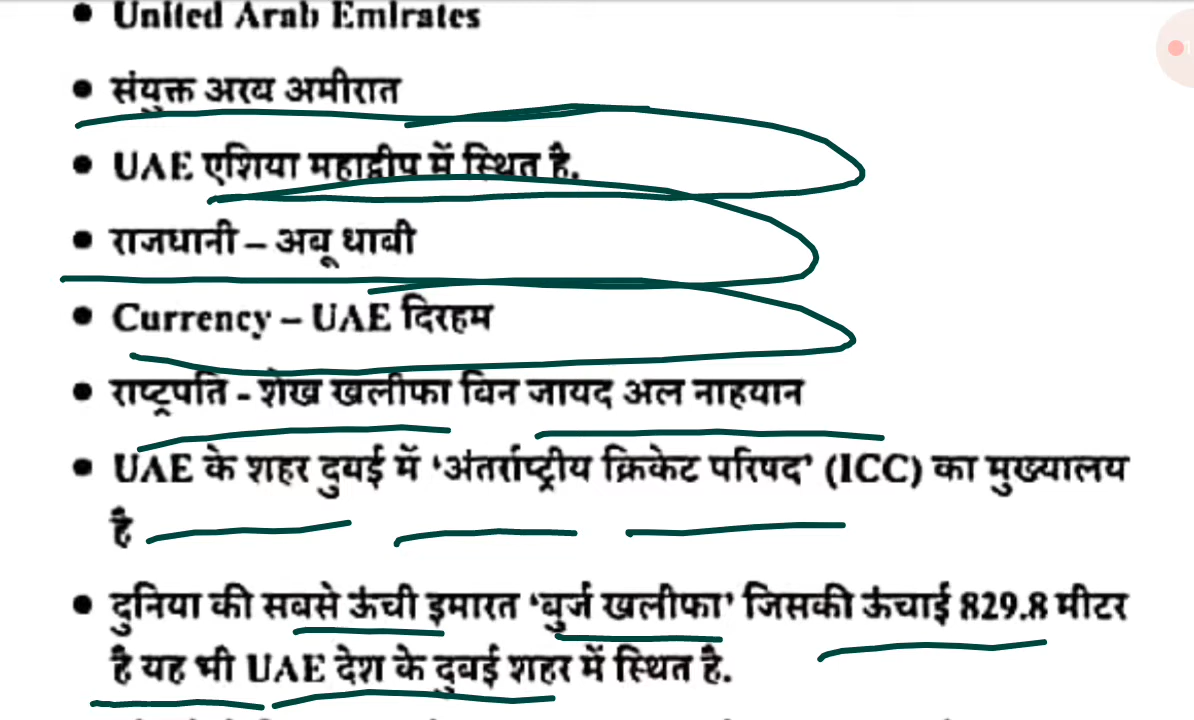 • United Arab Emirates
• संयुक्त अरब अमीरात
• UAE एशिया महाद्वीप में स्थित है.
• राजधानी – अबू धाबी
• Currency – UAE दिरहम
• राष्ट्रपति - शेख खलीफा बिन जायद अल नाहयान
• UAE के शहर दुबई में ‘अंतर्राष्ट्रीय क्रिकेट परिषद’ (ICC) का मुख्यालय
है
• दुनिया की सबसे ऊंची इमारत ‘बुर्ज खलीफा’ जिसकी ऊंचाई 829.8 मीटर
है यह भी UAE देश के दुबई शहर में स्थित है.